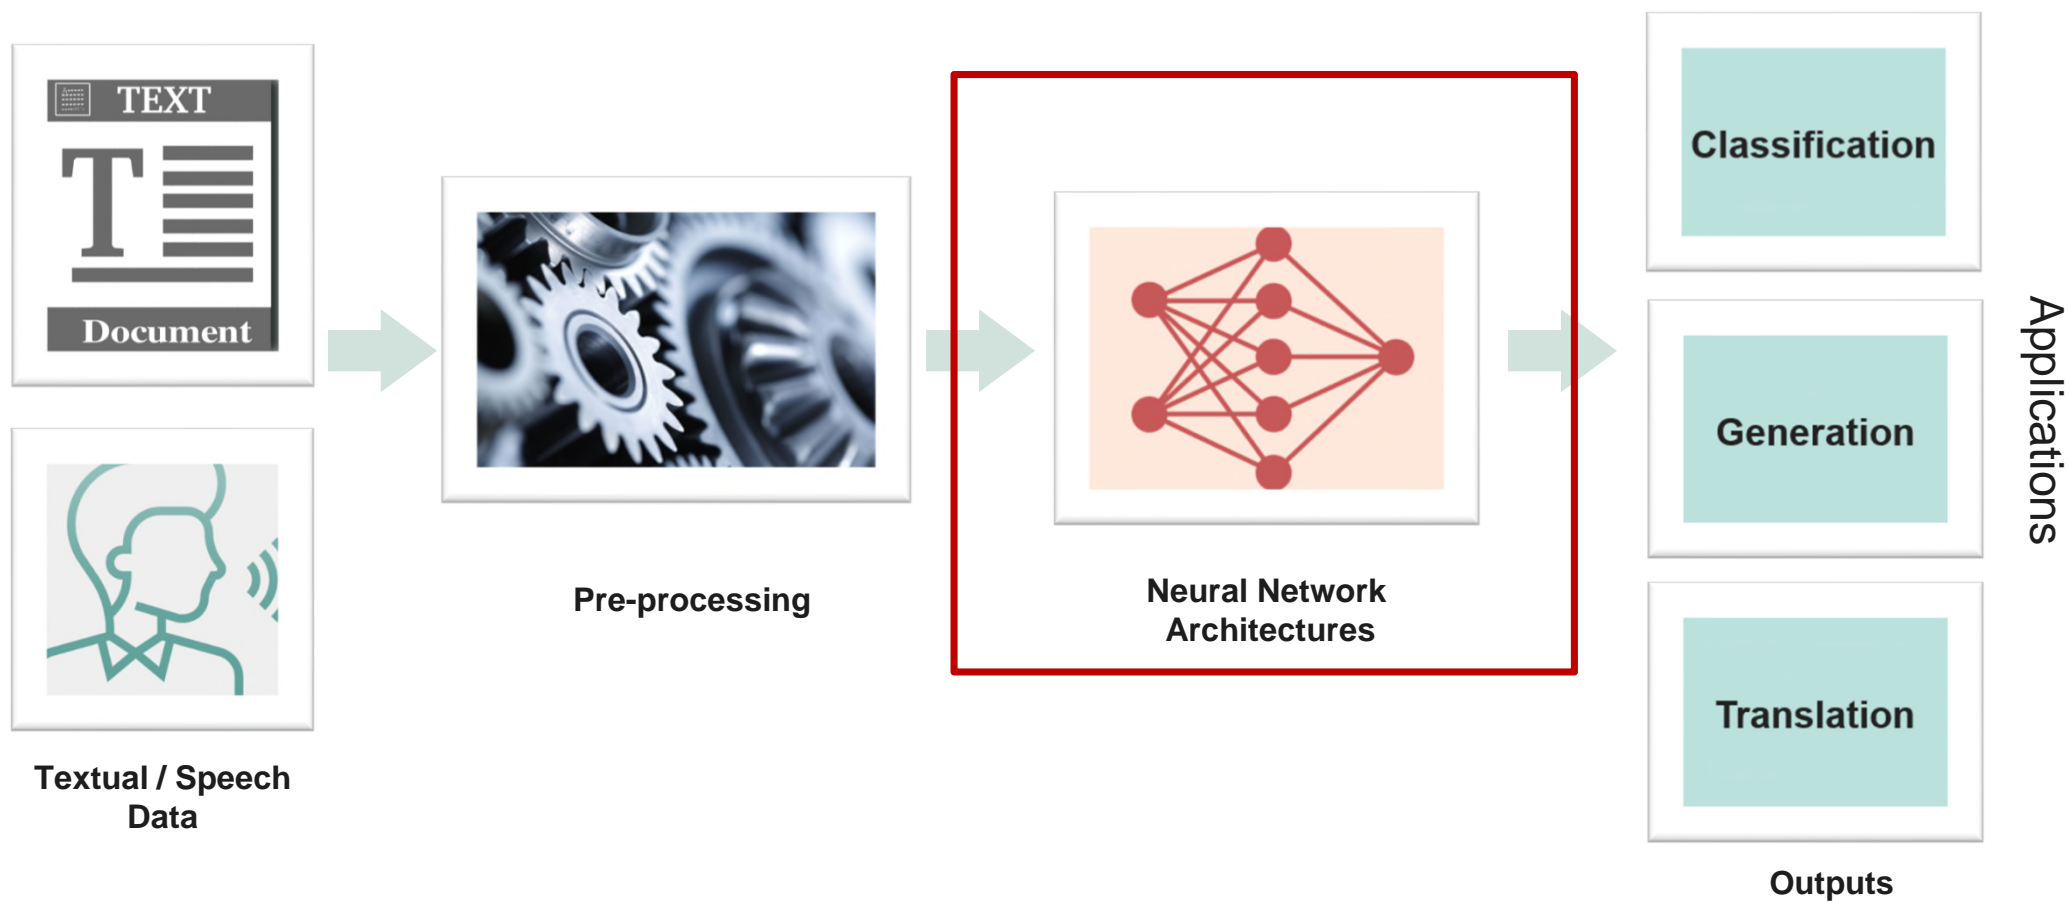 TEXT
T
Document
Textual / Speech
Data
Pre-processing
Neural Network
Architectures
Classification
Generation
Translation
Outputs
Applications